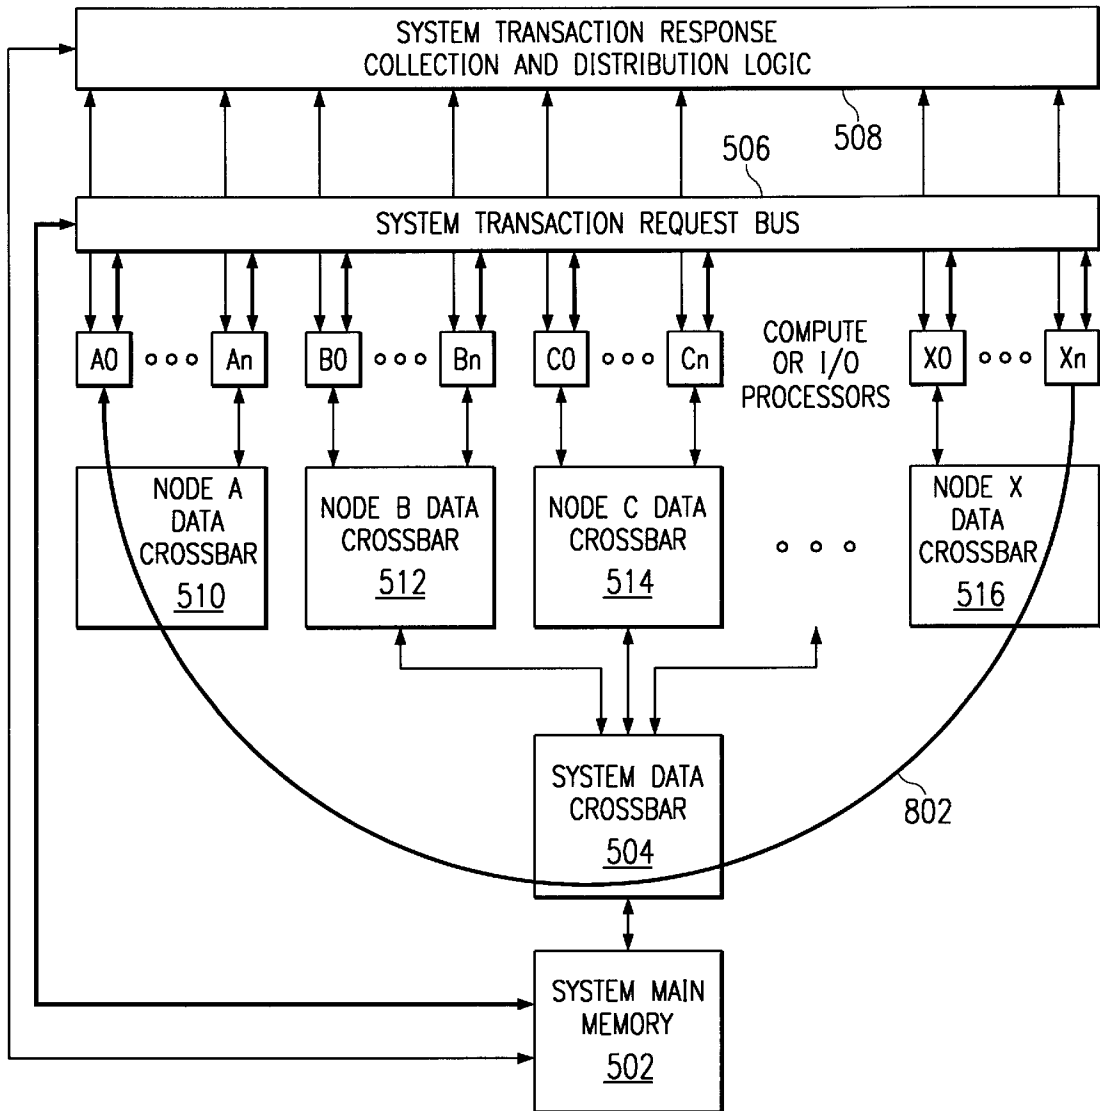 SYSTEM TRANSACTION RESPONSE
COLLECTION AND DISTRIBUTION LOGIC
508
506
SYSTEM TRANSACTION REQUEST BUS
A0
An
B0
Bn
C0
Cn
COMPUTE
OR I/O
PROCESSORS
X0
Xn
NODE A
DATA
CROSSBAR
510
NODE B DATA
CROSSBAR
512
NODE C DATA
CROSSBAR
514
NODE X
DATA
CROSSBAR
516
SYSTEM DATA
CROSSBAR
504
802
SYSTEM MAIN
MEMORY
502